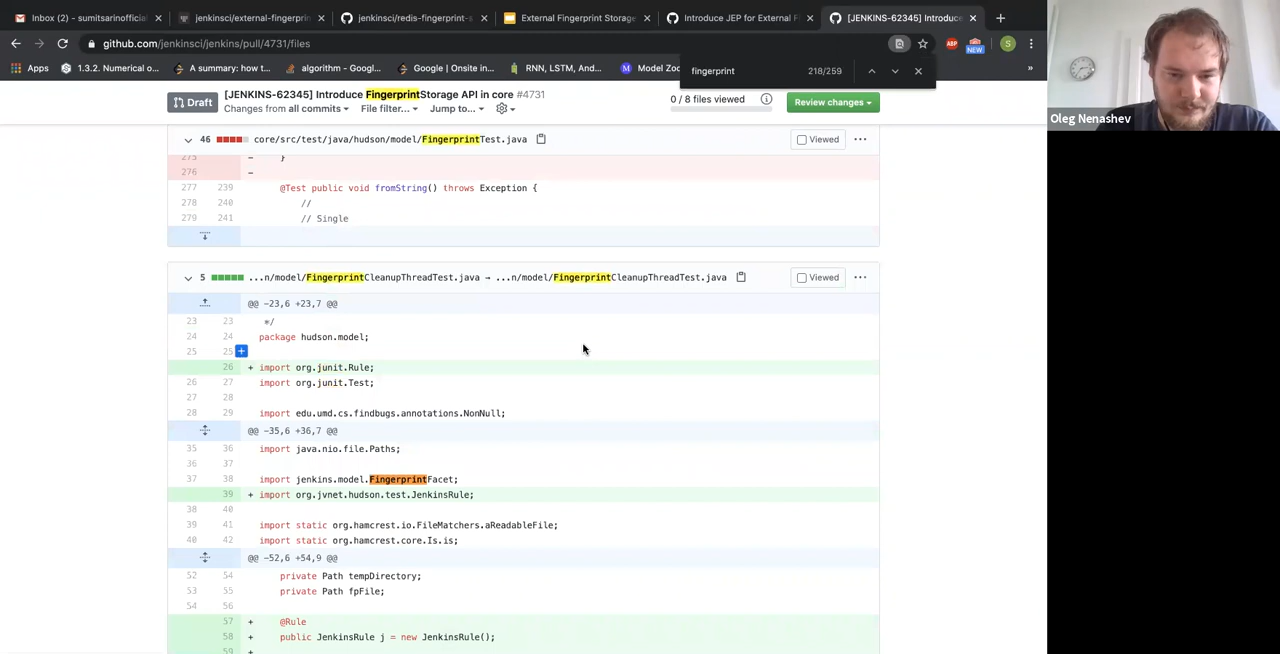 Inbox (2) - sumitsarinofficial
jenkinsci/external-fingerprin
jenkinsci/redis-fingerprint-s
External Fingerprint Storage
Introduce JEP for External F
[JENKINS-62345] Introduce
github.com/jenkinsci/jenkins/pull/4731/files
ABP
NEW
S
Apps
1.3.2. Numerical o...
A summary: how t...
algorithm - Googl...
Google | Onsite in...
RNN, LSTM, and...
Model Zoo
»
fingerprint
218/259
Draft
[JENKINS-62345] Introduce FingerprintStorage API in core #4731
Changes from all commits
File filter...
Jump to...
0 / 8 files viewed
Review changes
46 core/src/test/java/hudson/model/FingerprintTest.java
Viewed
275 - }
276 -
277 239 @Test public void fromString() throws Exception {
278 240 //
279 241 // Single
5 ...n/model/FingerprintCleanupThreadTest.java → ...n/model/FingerprintCleanupThreadTest.java
Viewed
@@ -23,6 +23,7 @@
23 23 */
24 24 package hudson.model;
25 25
26 + import org.junit.Rule;
26 27 import org.junit.Test;
27 28
28 29 import edu.umd.cs.findbugs.annotations.NonNull;
@@ -35,6 +36,7 @@
35 36 import java.nio.file.Paths;
36 37
37 38 import jenkins.model.FingerprintFacet;
39 + import org.jvnet.hudson.test.JenkinsRule;
38 40
39 41 import static org.hamcrest.io.FileMatchers.aReadableFile;
40 42 import static org.hamcrest.core.Is.is;
@@ -52,6 +54,9 @@
52 54 private Path tempDirectory;
53 55 private Path fpFile;
54 56
57 + @Rule
58 + public JenkinsRule j = new JenkinsRule();
59 +
Oleg Nenashev